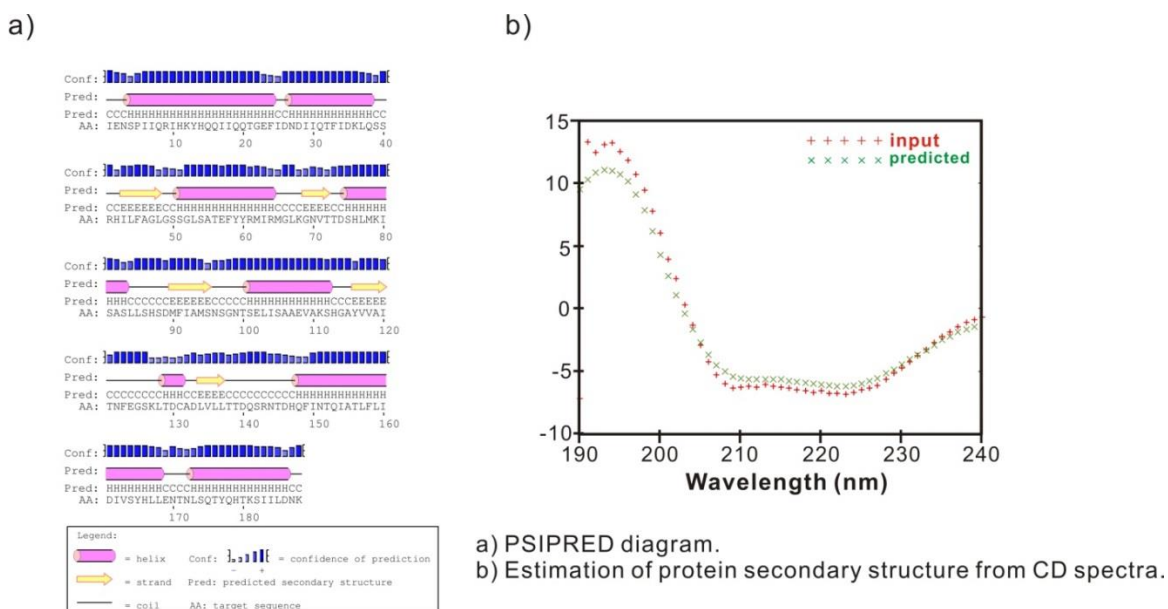 a)
Conf:
Pred:
Pred: CCCHHHHHHHHHHHHHHHHHHHHHCCHHHHHHHHHHHHCC
AA: IENSPIIQRIHKYHQQIIQQTGEFIDNDIIQTFIDKLQSS
10 20 30 40
Conf:
Pred:
Pred: CCEEEEEECCHHHHHHHHHHHHHHCCCCEEEECCHHHHHH
AA: RHILFAGLGSSGLSATEFYYRMIRMGLKGNVTTDSHLMKI
50 60 70 80
Conf:
Pred:
Pred: HHHCCCCCCEEEEEECCCCCHHHHHHHHHHHHCCCEEEEE
AA: SASLLSHSDMFIAMSNSGNTSELISAAEVAKSHGAYVVAI
90 100 110 120
Conf:
Pred:
Pred: CCCCCCCCHHHCCEEEECCCCCCCCCCHHHHHHHHHHHHH
AA: TNFEGSKLTDCADLVLLTTDQSRNTDHQFINTQIATLFLI
130 140 150 160
Conf:
Pred:
Pred: HHHHHHHHCCCCHHHHHHHHHHHHHHCC
AA: DIVSYHLLENTNLSQTYQHTKSIILDNK
170 180
Legend:
= helix Conf: = confidence of prediction
- +
= strand Pred: predicted secondary structure
= coil AA: target sequence
b)
15
10
5
0
-5
-10
input
predicted
190 200 210 220 230 240
Wavelength (nm)
a) PSIPRED diagram.
b) Estimation of protein secondary structure from CD spectra.